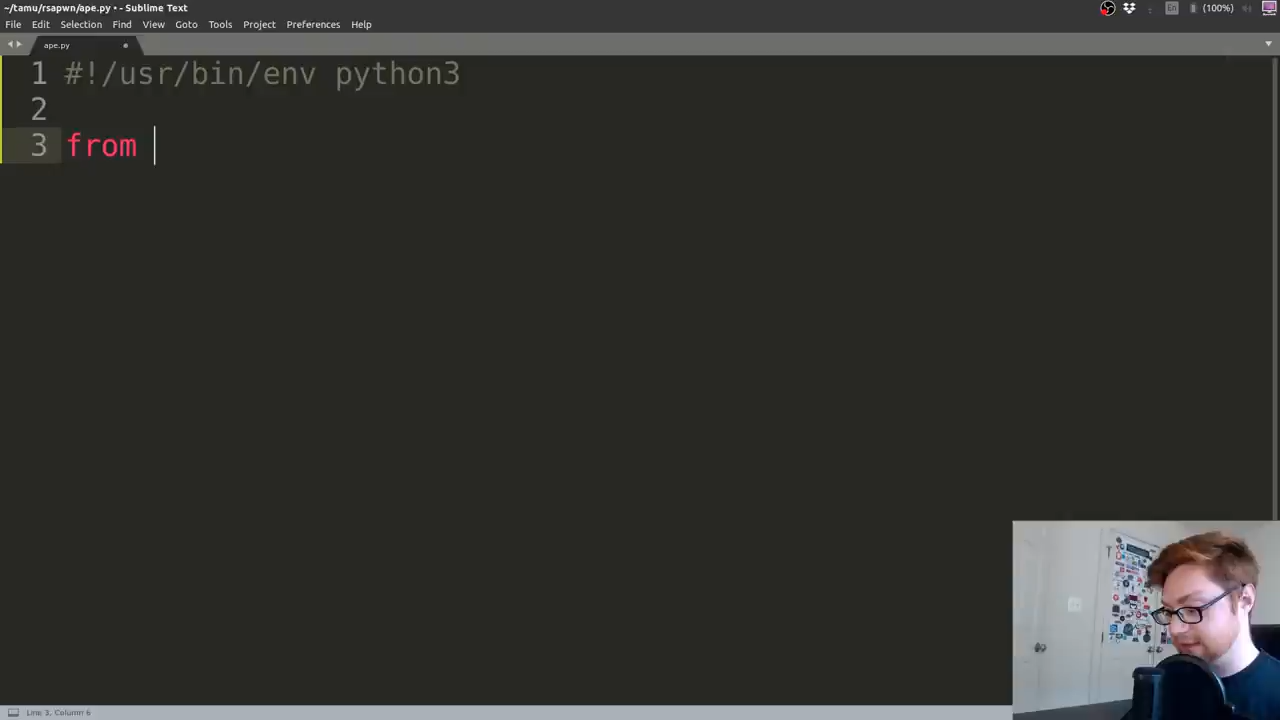 ~/tamu/rsapwn/ape.py • - Sublime Text
En (100%)
File Edit Selection Find View Goto Tools Project Preferences Help
ape.py
1 #!/usr/bin/env python3
2
3 from
Line 3, Column 6